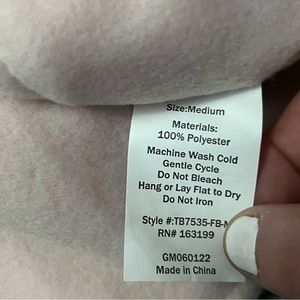 Size:Medium
Materials:
100% Polyester
Machine Wash Cold
Gentle Cycle
Do Not Bleach
Hang or Lay Flat to Dry
Do Not Iron
Style #:TB7535-FB-
RN# 163199
GM060122
Made in China